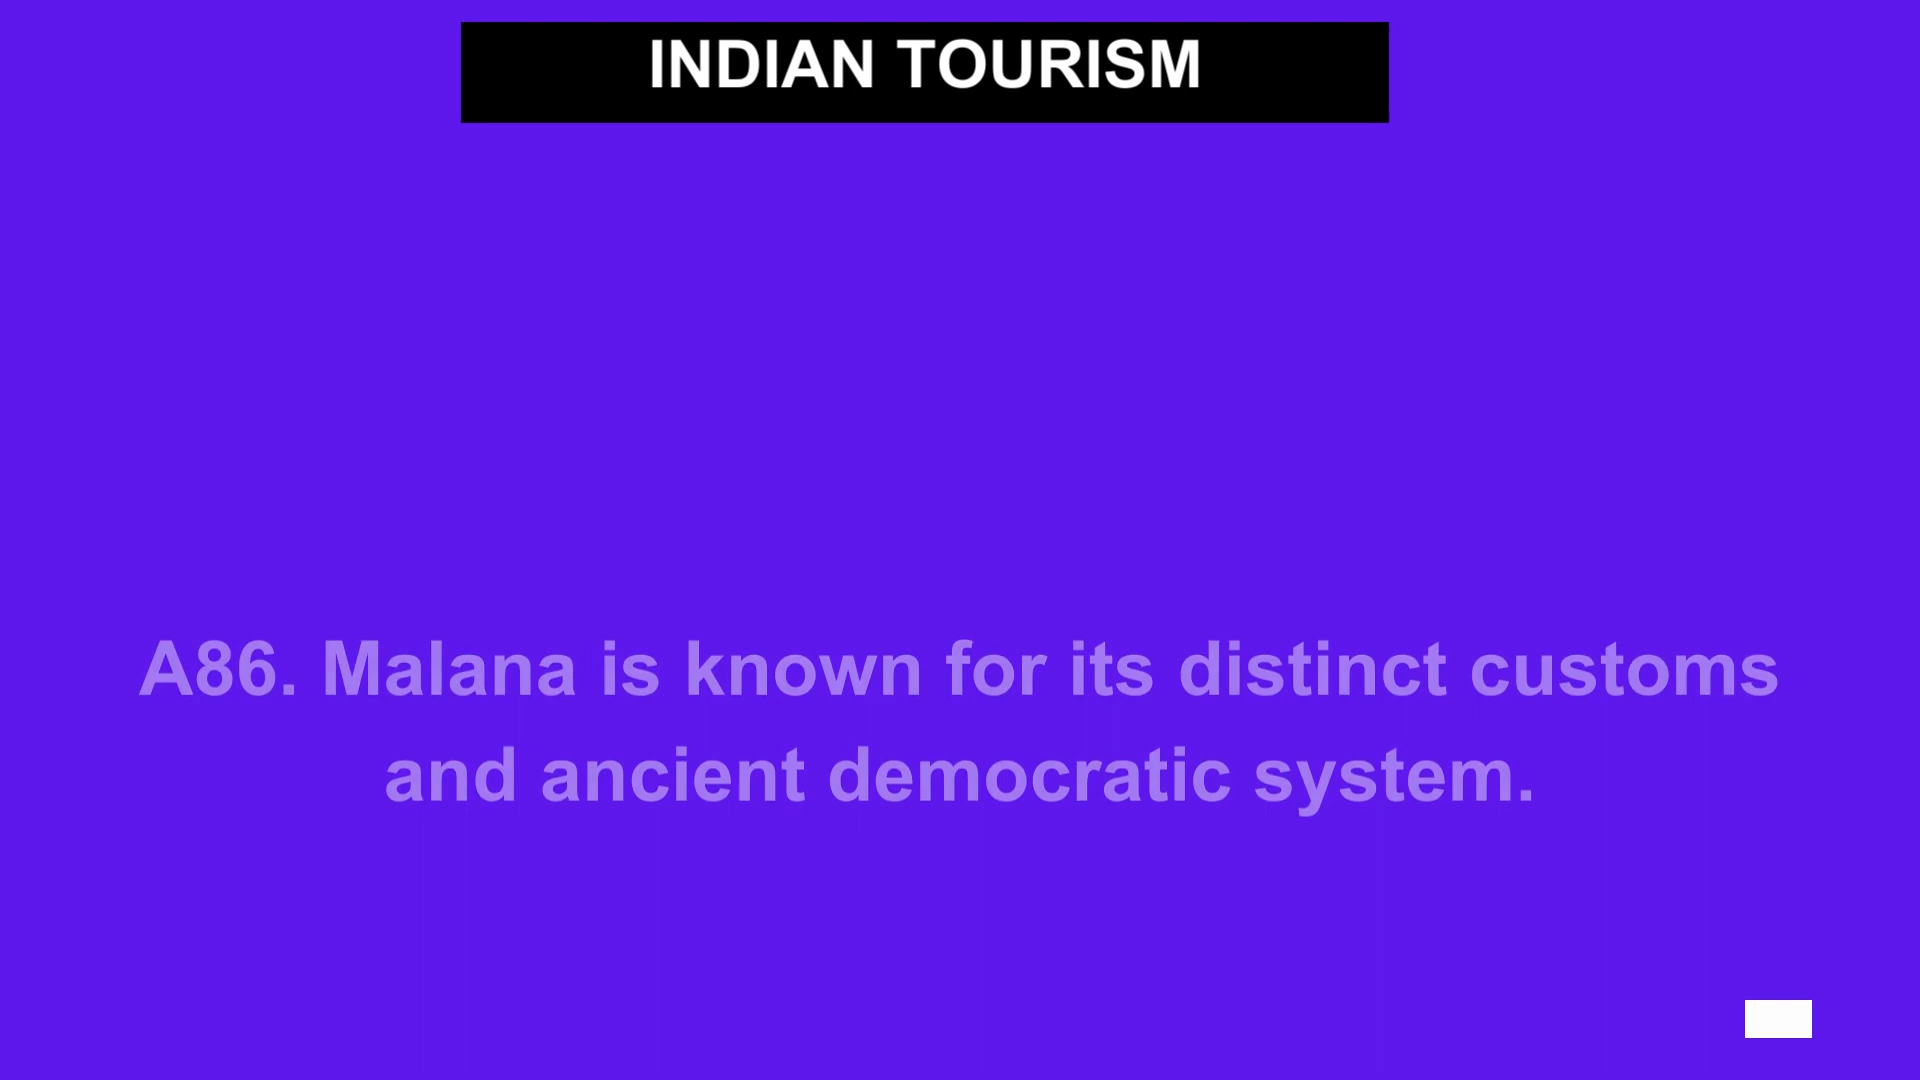 INDIAN TOURISM
A86. Malana is known for its distinct customs
and ancient democratic system.